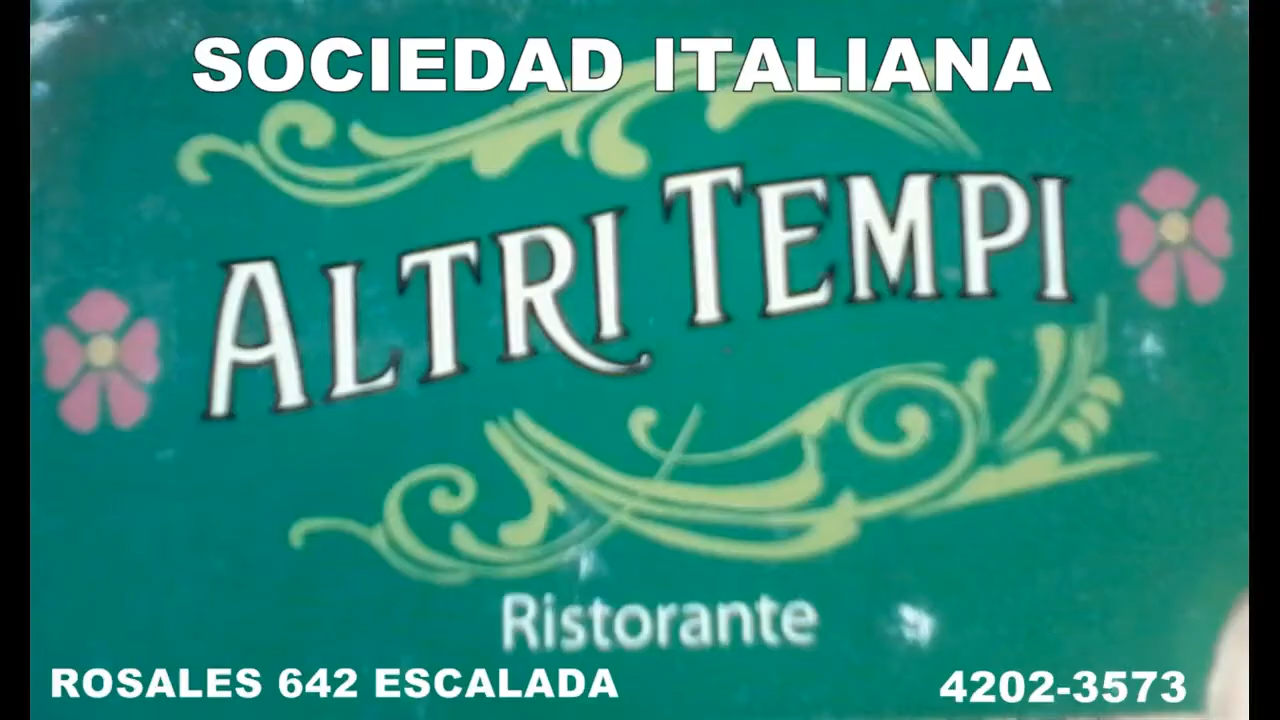 SOCIEDAD ITALIANA
ALTRI TEMPI
Ristorante
ROSALES 642 ESCALADA
4202-3573